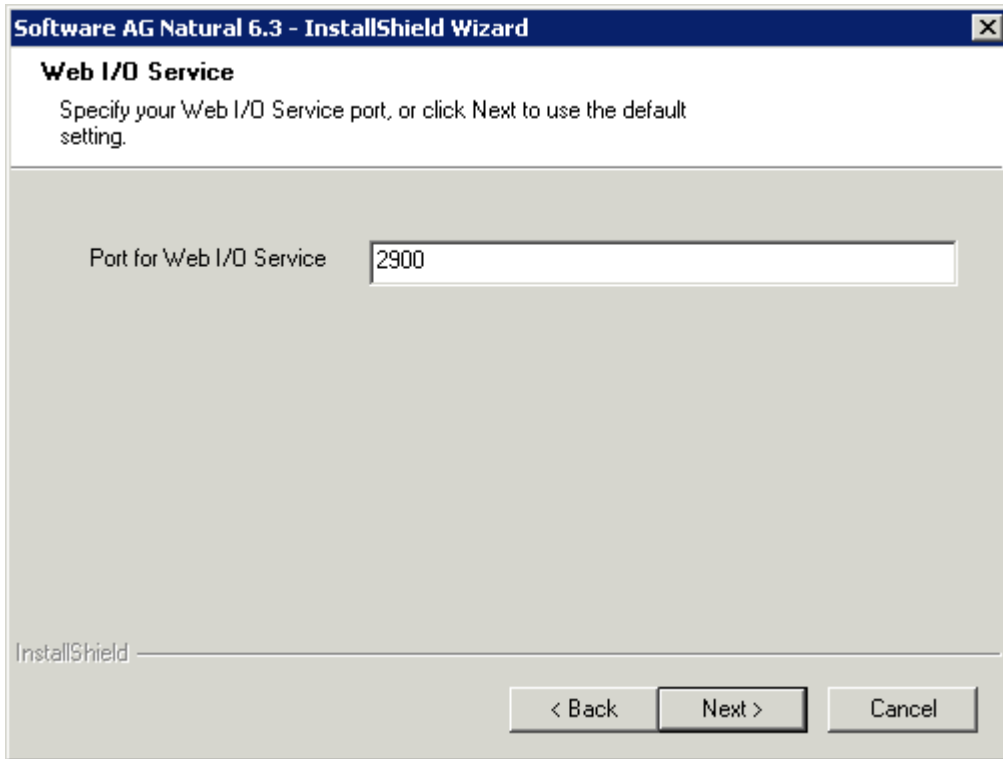 Software AG Natural 6.3 - InstallShield Wizard
Web I/O Service
Specify your Web I/O Service port, or click Next to use the default
setting.
Port for Web I/O Service
2900
InstallShield
< Back
Next >
Cancel